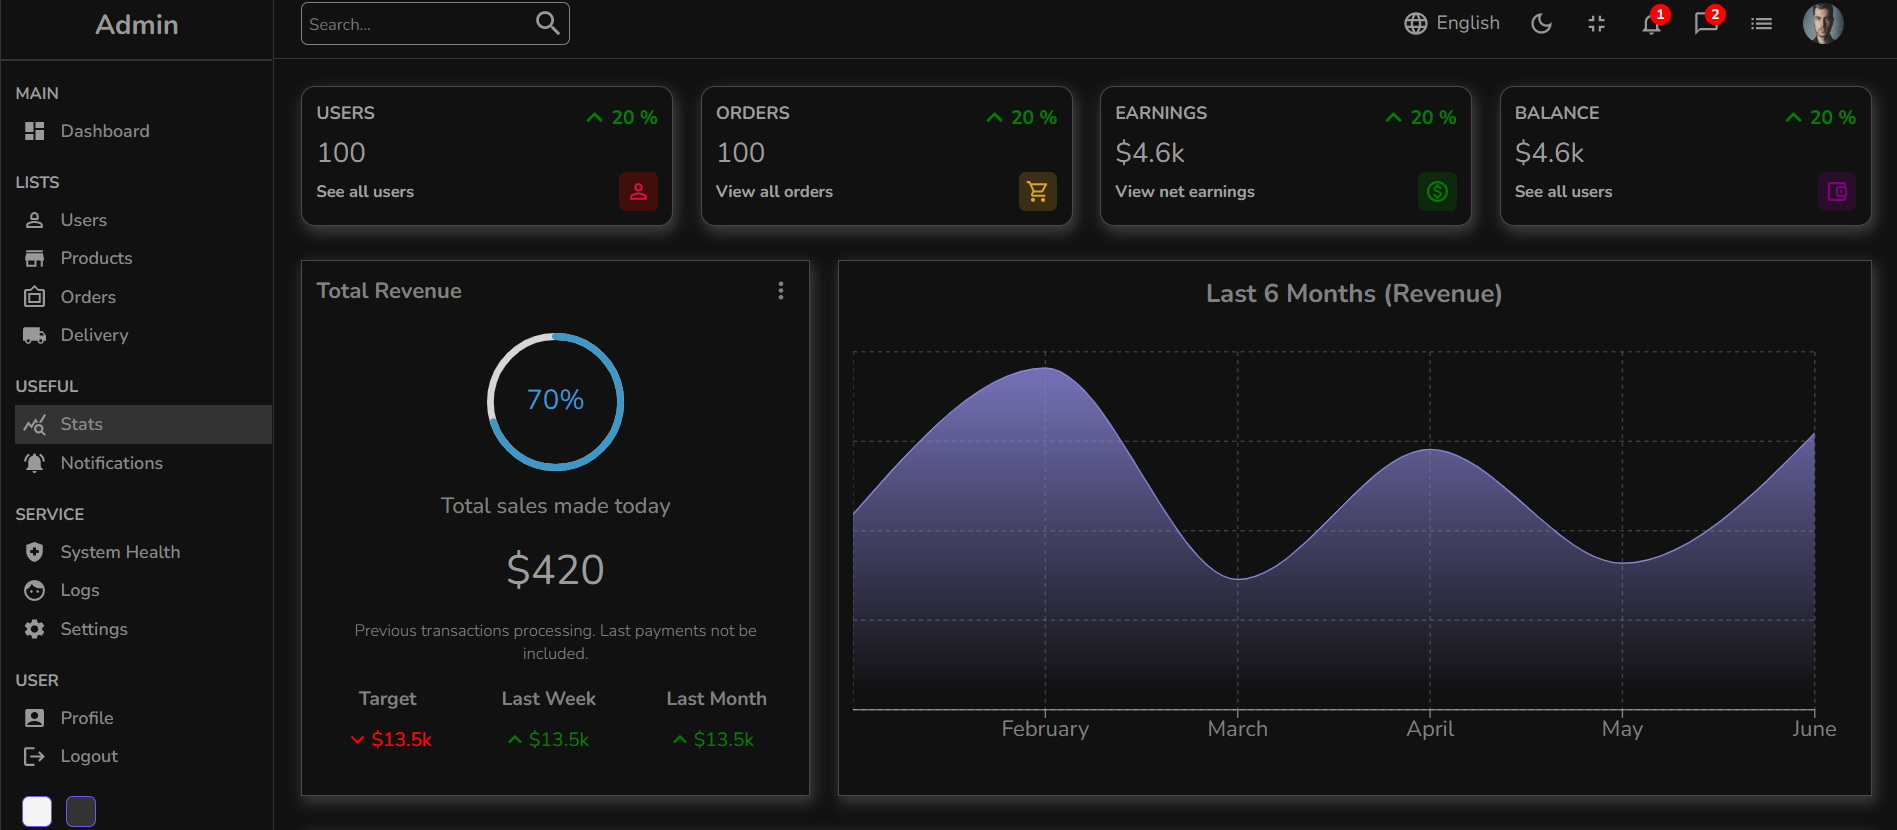 Admin
Search...
English
1
2
MAIN
Dashboard
LISTS
Users
Products
Orders
Delivery
USEFUL
Stats
Notifications
SERVICE
System Health
Logs
Settings
USER
Profile
Logout
USERS
20 %
100
See all users
ORDERS
20 %
100
View all orders
EARNINGS
20 %
$4.6k
View net earnings
BALANCE
20 %
$4.6k
See all users
Total Revenue
70%
Total sales made today
$420
Previous transactions processing. Last payments not be
included.
Target
Last Week
Last Month
$13.5k
$13.5k
$13.5k
Last 6 Months (Revenue)
February
March
April
May
June